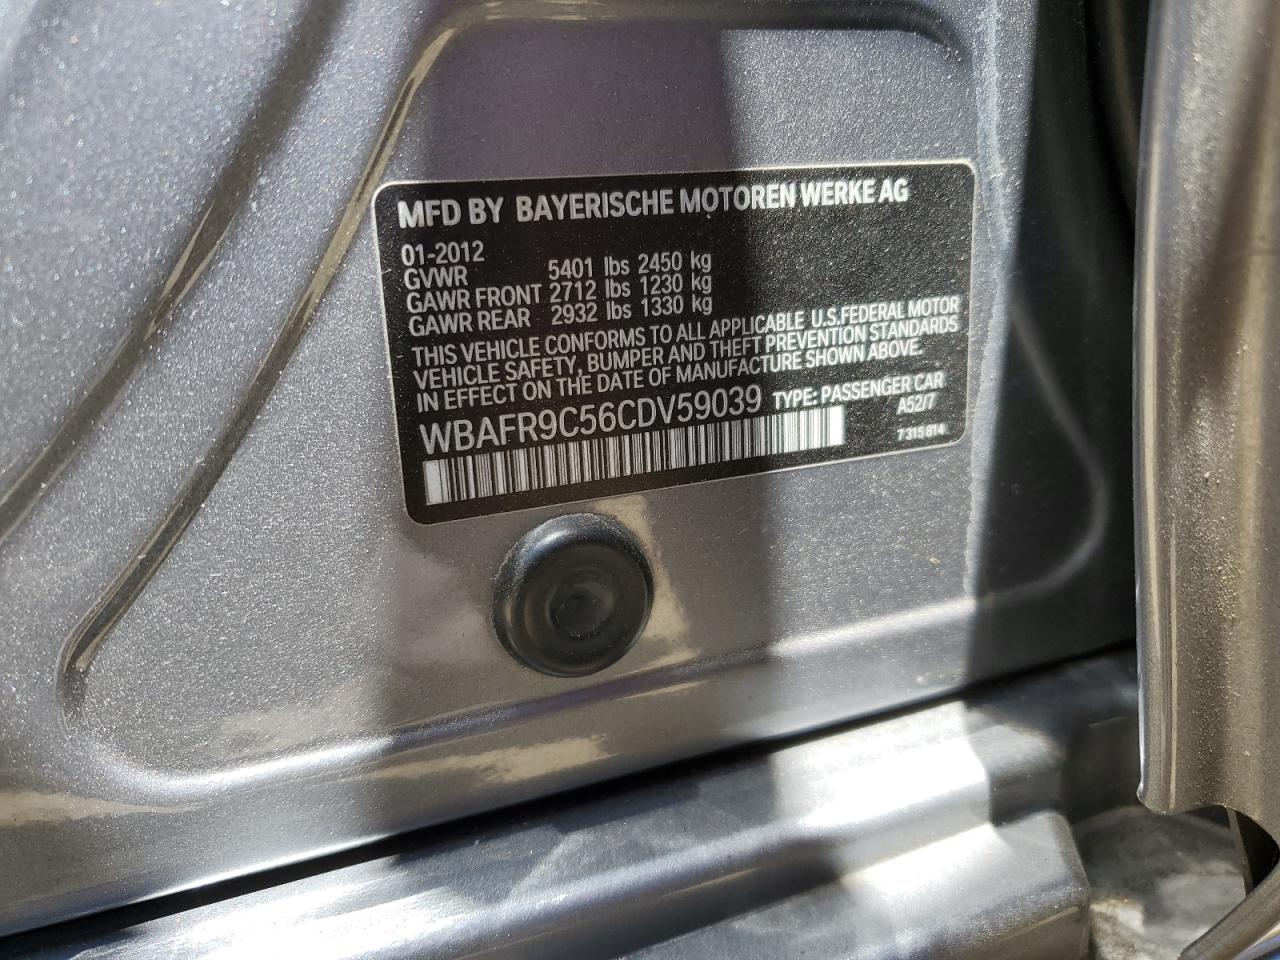 MFD BY BAYERISCHE MOTOREN WERKE AG
01-2012
GVWR 5401 lbs 2450 kg
GAWR FRONT 2712 lbs 1230 kg
GAWR REAR 2932 lbs 1330 kg
THIS VEHICLE CONFORMS TO ALL APPLICABLE U.S.FEDERAL MOTOR
VEHICLE SAFETY, BUMPER AND THEFT PREVENTION STANDARDS
IN EFFECT ON THE DATE OF MANUFACTURE SHOWN ABOVE.
WBAFR9C56CDV59039 TYPE: PASSENGER CAR
A52/7
7 315 814